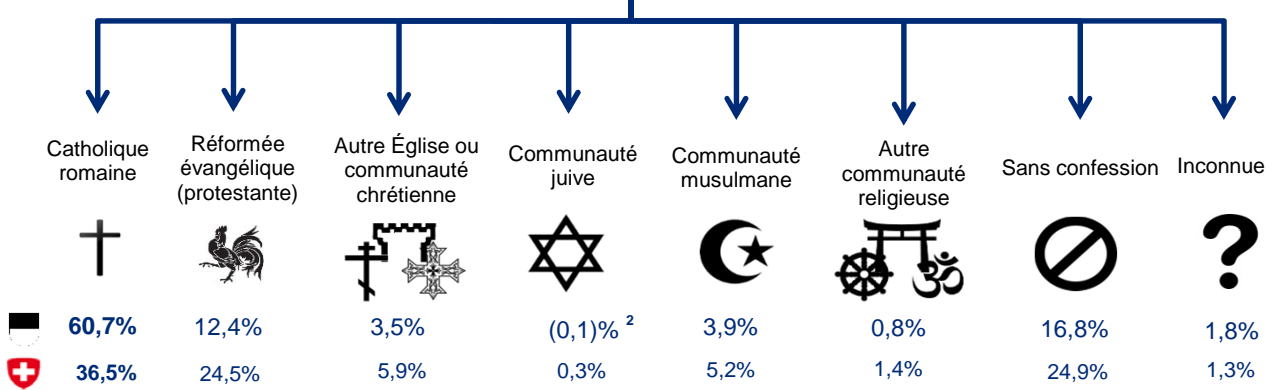 Catholique
romaine
Réformée
évangélique
(protestante)
Autre Église ou
communauté
chrétienne
Communauté
juive
Communauté
musulmane
Autre
communauté
religieuse
Sans confession
Inconnue
60,7% 12,4% 3,5% (0,1)% ² 3,9% 0,8% 16,8% 1,8%
36,5% 24,5% 5,9% 0,3% 5,2% 1,4% 24,9% 1,3%